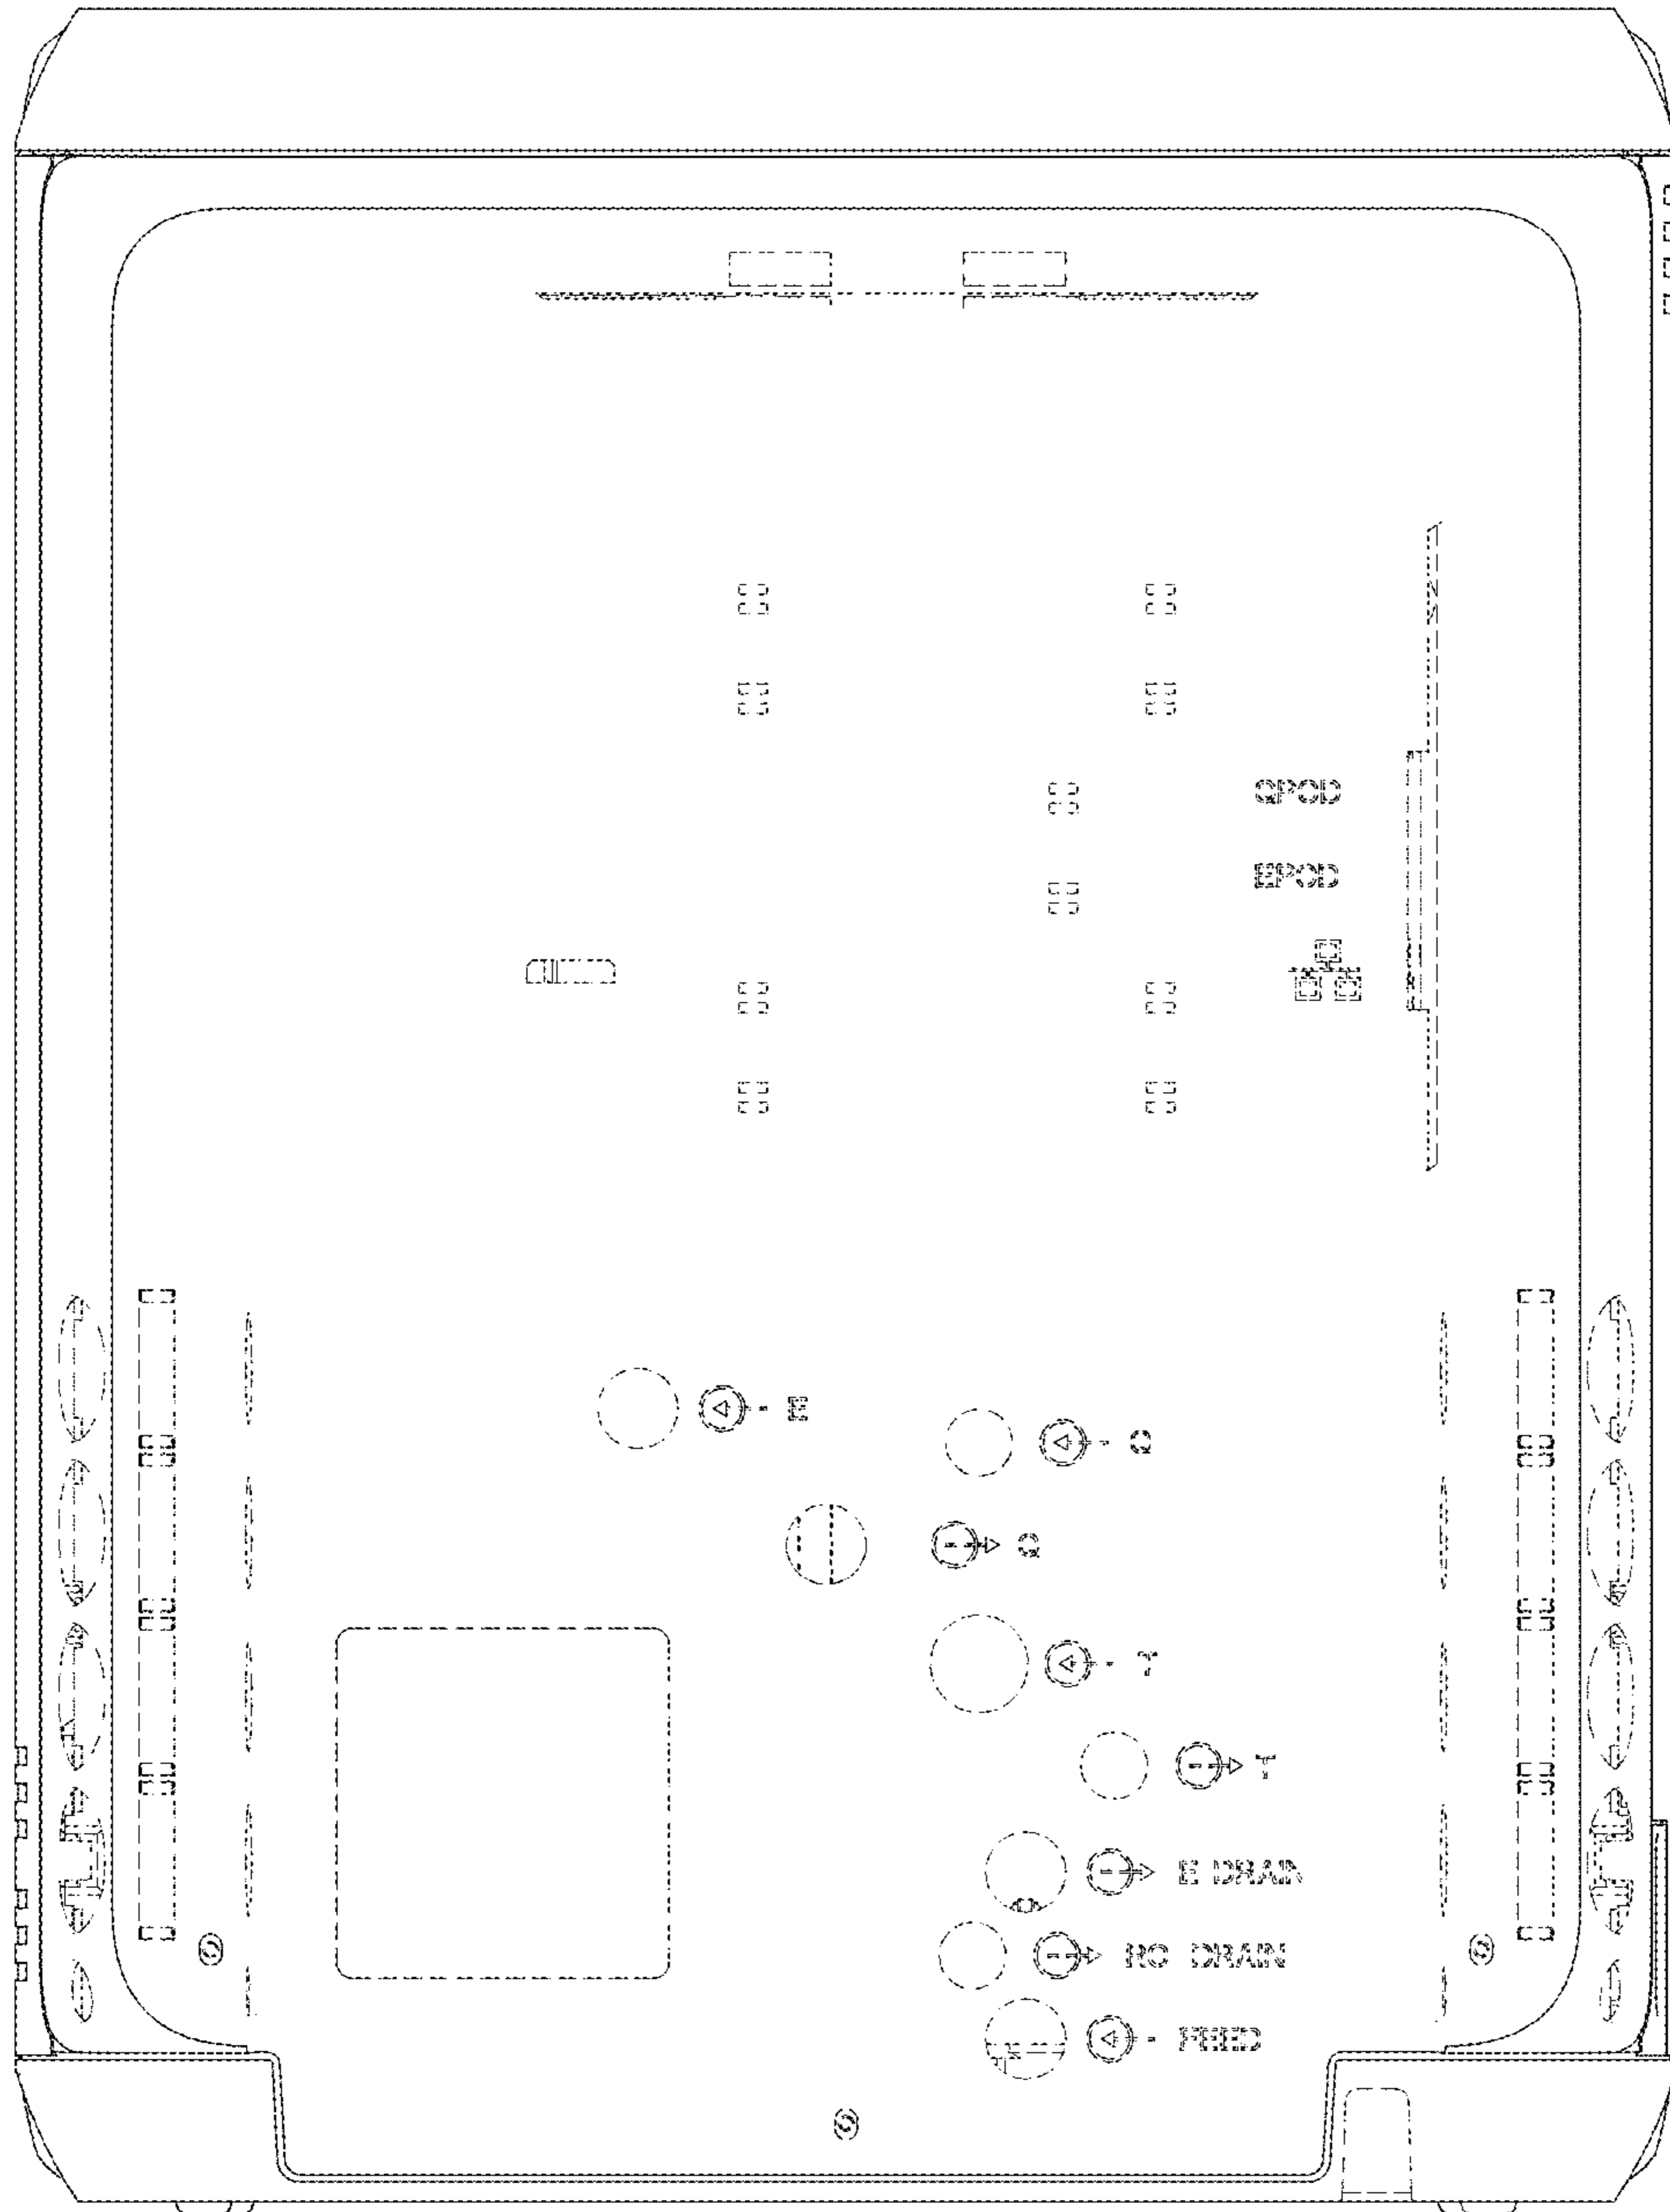 QPOD
EPOD
E
Q
Q
T
T
E DRAIN
RO DRAIN
FEED